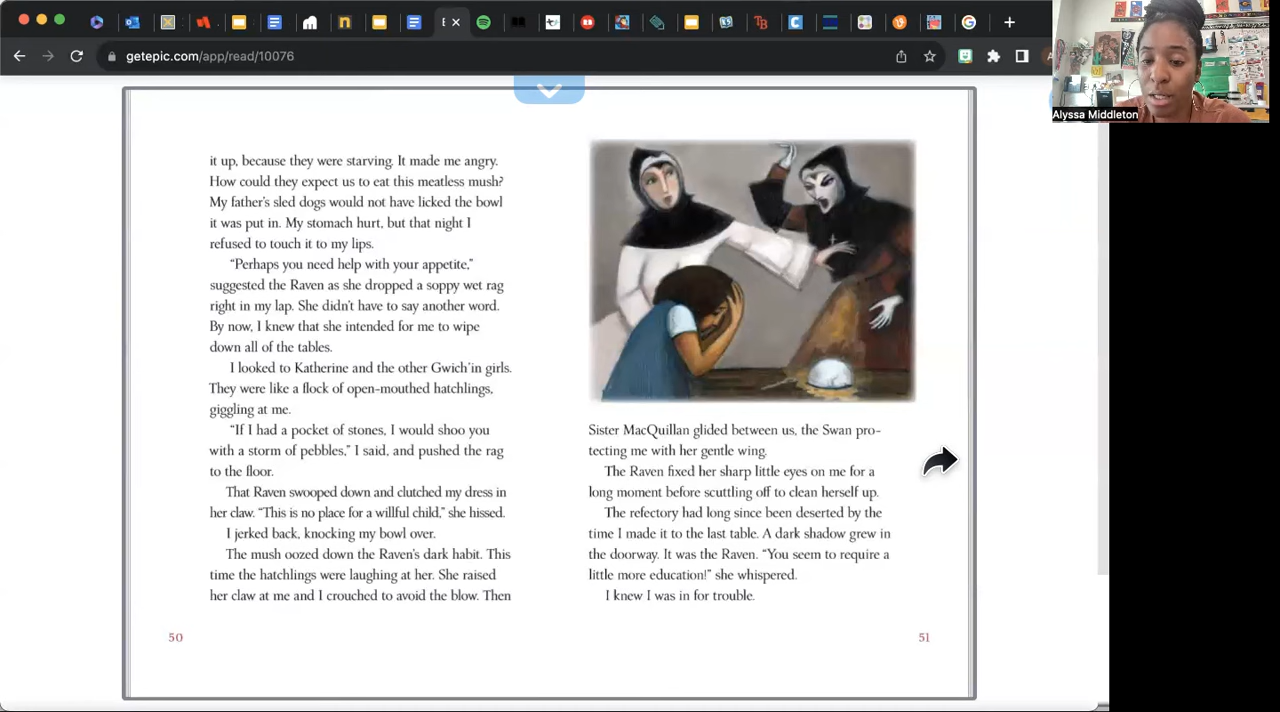 getepic.com/app/read/10076
Alyssa Middleton
it up, because they were starving. It made me angry.
How could they expect us to eat this meatless mush?
My father's sled dogs would not have licked the bowl
it was put in. My stomach hurt, but that night I
refused to touch it to my lips.
“Perhaps you need help with your appetite,”
suggested the Raven as she dropped a soppy wet rag
right in my lap. She didn't have to say another word.
By now, I knew that she intended for me to wipe
down all of the tables.
I looked to Katherine and the other Gwich'in girls.
They were like a flock of open-mouthed hatchlings,
giggling at me.
“If I had a pocket of stones, I would shoo you
with a storm of pebbles,” I said, and pushed the rag
to the floor.
That Raven swooped down and clutched my dress in
her claw. “This is no place for a willful child,” she hissed.
I jerked back, knocking my bowl over.
The mush oozed down the Raven's dark habit. This
time the hatchlings were laughing at her. She raised
her claw at me and I crouched to avoid the blow. Then
50
Sister MacQuillan glided between us, the Swan pro-
tecting me with her gentle wing.
The Raven fixed her sharp little eyes on me for a
long moment before scuttling off to clean herself up.
The refectory had long since been deserted by the
time I made it to the last table. A dark shadow grew in
the doorway. It was the Raven. “You seem to require a
little more education!” she whispered.
I knew I was in for trouble.
51